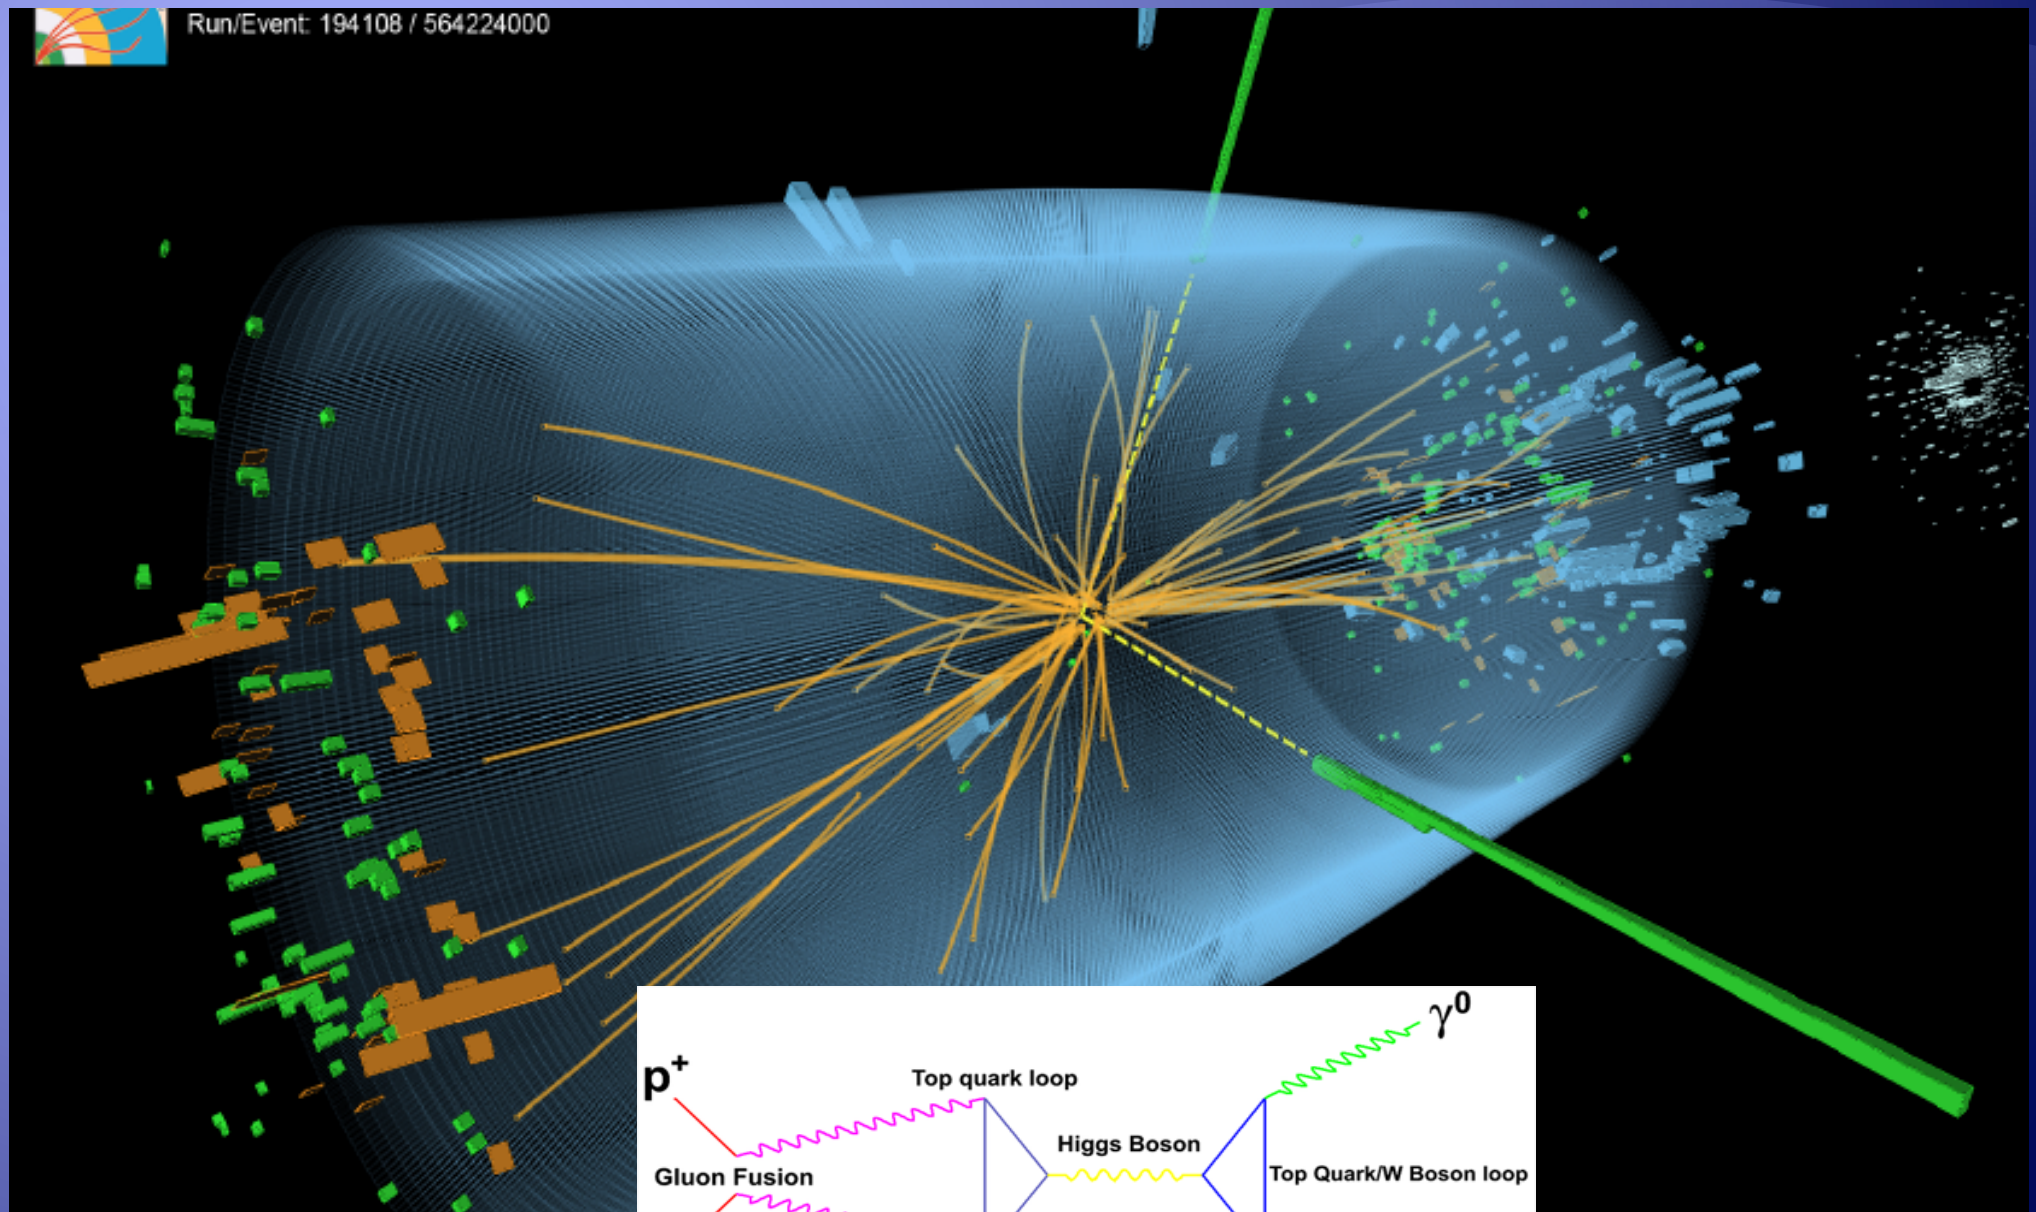 Run/Event: 194108 / 564224000
γ⁰
p⁺
Top quark loop
Higgs Boson
Top Quark/W Boson loop
Gluon Fusion